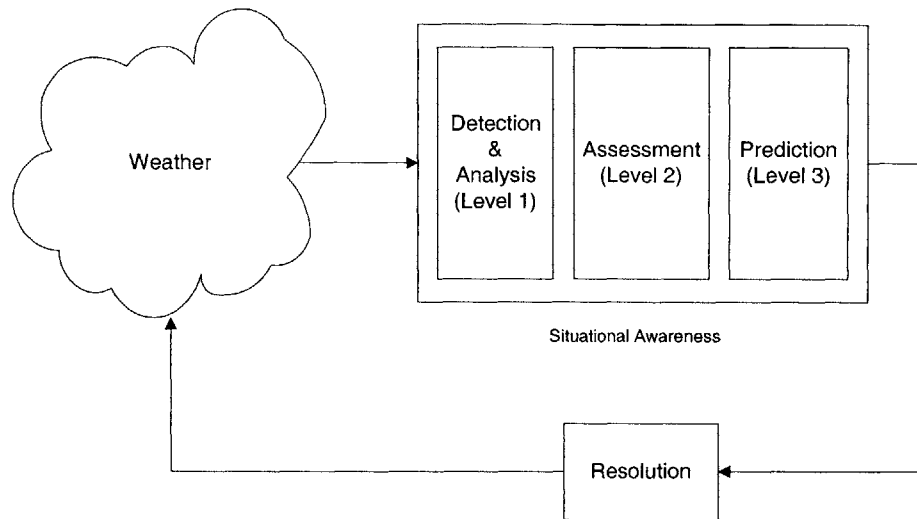 Weather
Detection
&
Analysis
(Level 1)
Assessment
(Level 2)
Prediction
(Level 3)
Situational Awareness
Resolution